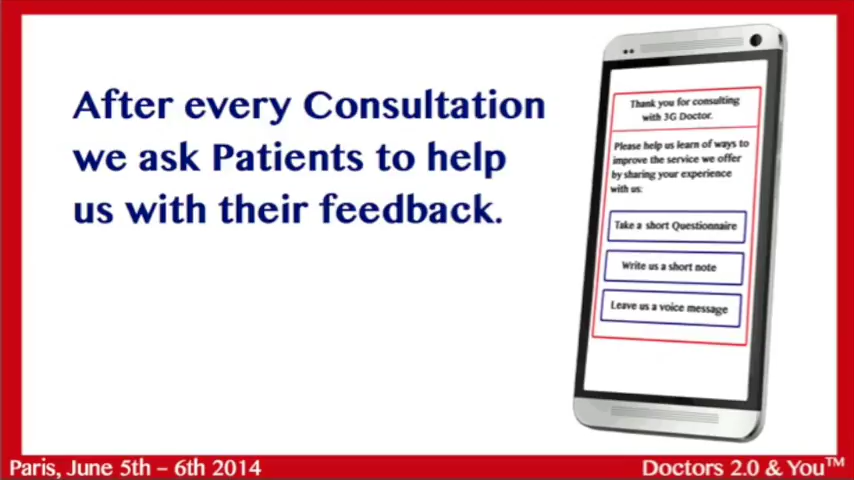 After every Consultation
we ask Patients to help
us with their feedback.
Thank you for consulting
with 3G Doctor.
Please help us learn of ways to
improve the service we offer
by sharing your experience
with us:
Take a short Questionnaire
Write us a short note
Leave us a voice message
Paris, June 5th – 6th 2014
Doctors 2.0 & You™